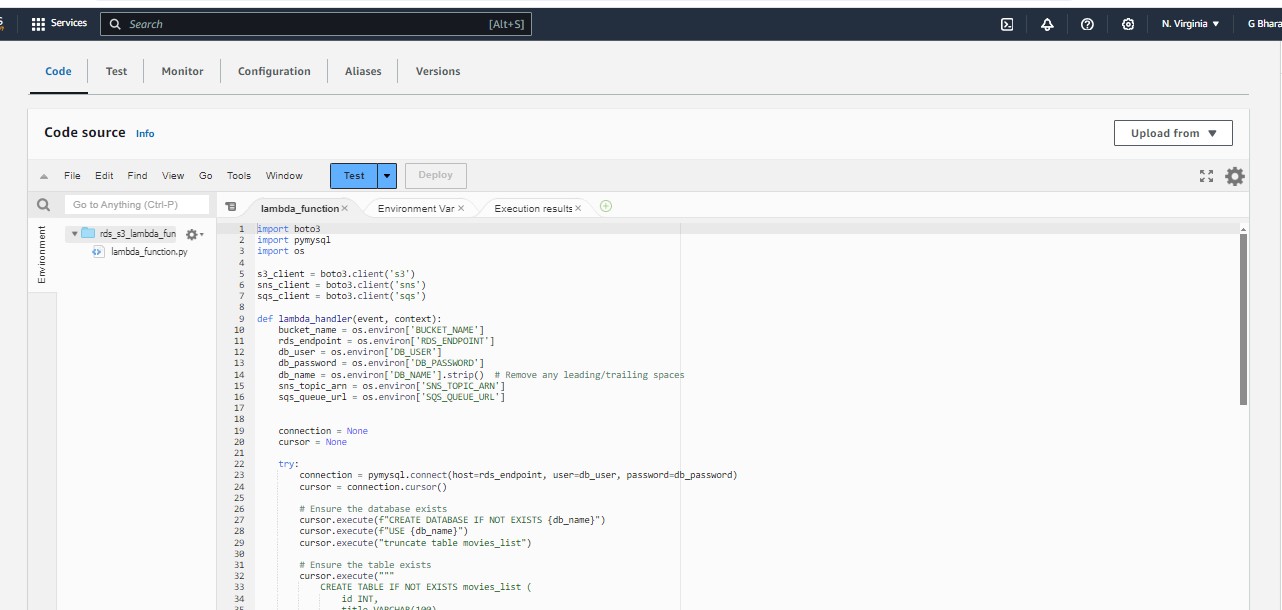 Services
Search
[Alt+S]
N. Virginia
G Bhara
Code
Test
Monitor
Configuration
Aliases
Versions
Code source Info
Upload from
File Edit Find View Go Tools Window
Test
Deploy
Go to Anything (Ctrl-P)
lambda_function
Environment Var
Execution results
Environment
rds_s3_lambda_fun
lambda_function.py
1 import boto3
2 import pymysql
3 import os
4
5 s3_client = boto3.client('s3')
6 sns_client = boto3.client('sns')
7 sqs_client = boto3.client('sqs')
8
9 def lambda_handler(event, context):
10 bucket_name = os.environ['BUCKET_NAME']
11 rds_endpoint = os.environ['RDS_ENDPOINT']
12 db_user = os.environ['DB_USER']
13 db_password = os.environ['DB_PASSWORD']
14 db_name = os.environ['DB_NAME'].strip()  # Remove any leading/trailing spaces
15 sns_topic_arn = os.environ['SNS_TOPIC_ARN']
16 sqs_queue_url = os.environ['SQS_QUEUE_URL']
17
18
19 connection = None
20 cursor = None
21
22 try:
23 connection = pymysql.connect(host=rds_endpoint, user=db_user, password=db_password)
24 cursor = connection.cursor()
25
26 # Ensure the database exists
27 cursor.execute(f"CREATE DATABASE IF NOT EXISTS {db_name}")
28 cursor.execute(f"USE {db_name}")
29 cursor.execute("truncate table movies_list")
30
31 # Ensure the table exists
32 cursor.execute("""
33 CREATE TABLE IF NOT EXISTS movies_list (
34 id INT,
35 title VARCHAR(100)